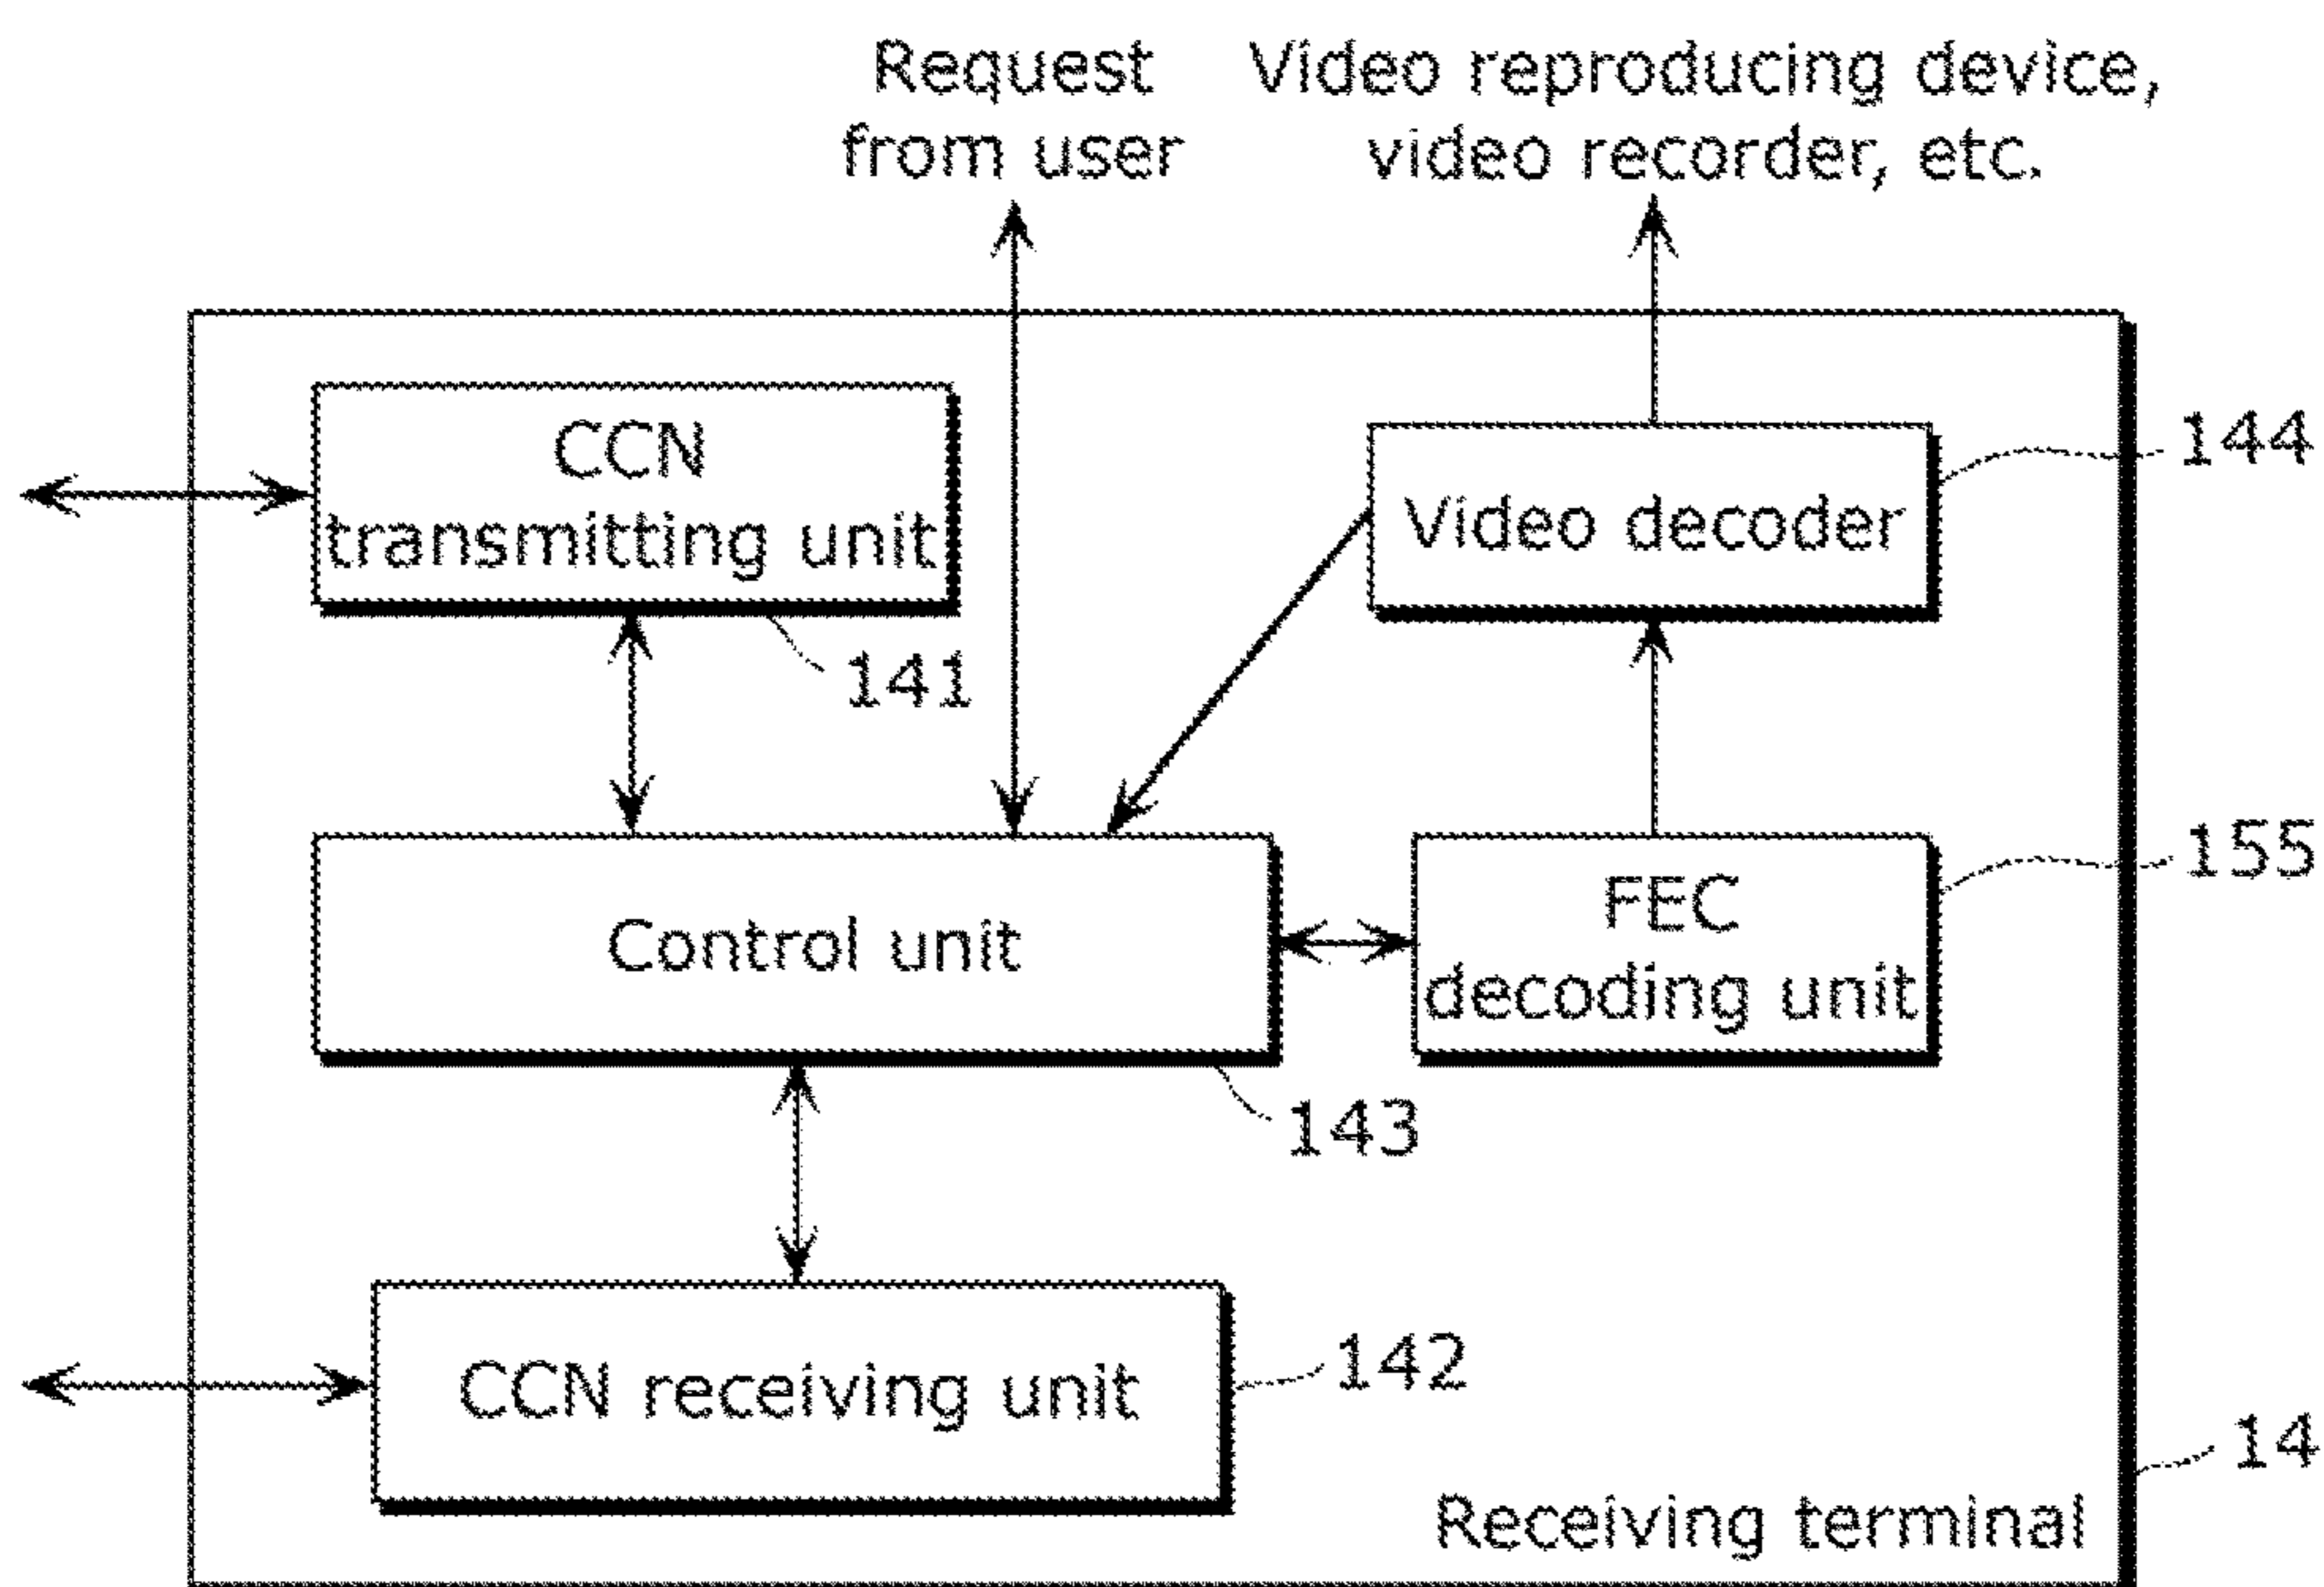 Request
from user
Video reproducing device,
video recorder, etc.
CCN
transmitting unit
141
Video decoder
144
Control unit
143
FEC
decoding unit
155
CCN receiving unit
142
14
Receiving terminal